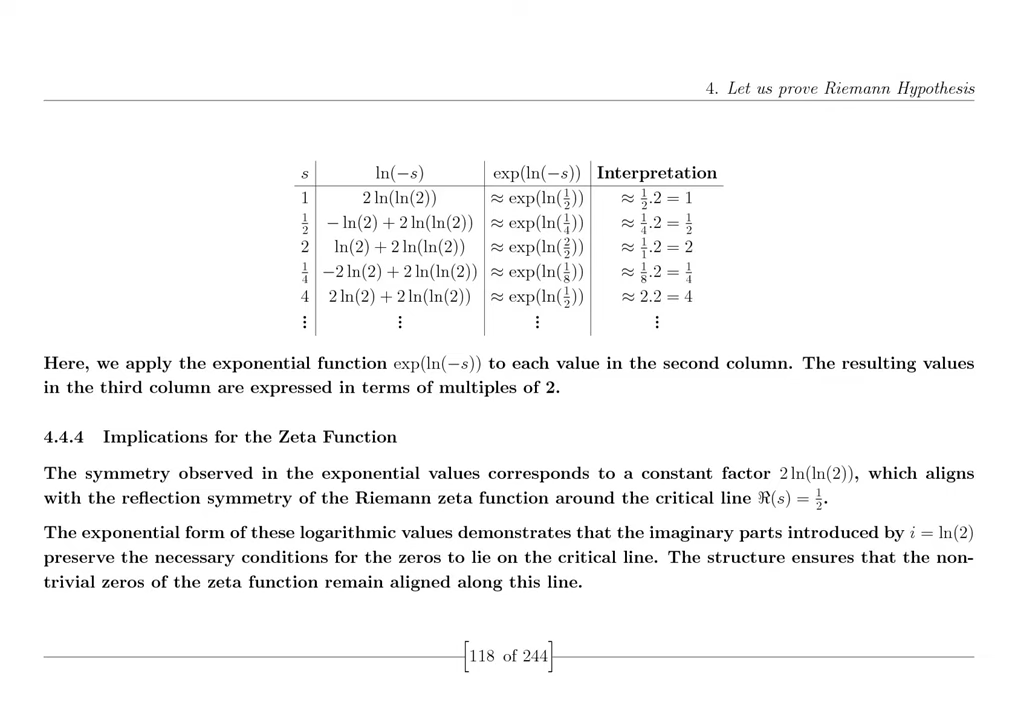 4. Let us prove Riemann Hypothesis
s ln(−s) exp(ln(−s)) Interpretation
1 2 ln(ln(2)) ≈ exp(ln(1/2)) ≈ 1/2.2 = 1
1/2 − ln(2) + 2 ln(ln(2)) ≈ exp(ln(1/4)) ≈ 1/4.2 = 1/2
2 ln(2) + 2 ln(ln(2)) ≈ exp(ln(2/2)) ≈ 1/1.2 = 2
1/4 −2 ln(2) + 2 ln(ln(2)) ≈ exp(ln(1/8)) ≈ 1/8.2 = 1/4
4 2 ln(2) + 2 ln(ln(2)) ≈ exp(ln(1/2)) ≈ 2.2 = 4
⋮ ⋮ ⋮ ⋮
Here, we apply the exponential function exp(ln(−s)) to each value in the second column. The resulting values
in the third column are expressed in terms of multiples of 2.
4.4.4 Implications for the Zeta Function
The symmetry observed in the exponential values corresponds to a constant factor 2 ln(ln(2)), which aligns
with the reflection symmetry of the Riemann zeta function around the critical line ℜ(s) = 1/2.
The exponential form of these logarithmic values demonstrates that the imaginary parts introduced by i = ln(2)
preserve the necessary conditions for the zeros to lie on the critical line. The structure ensures that the non-
trivial zeros of the zeta function remain aligned along this line.
[118 of 244]